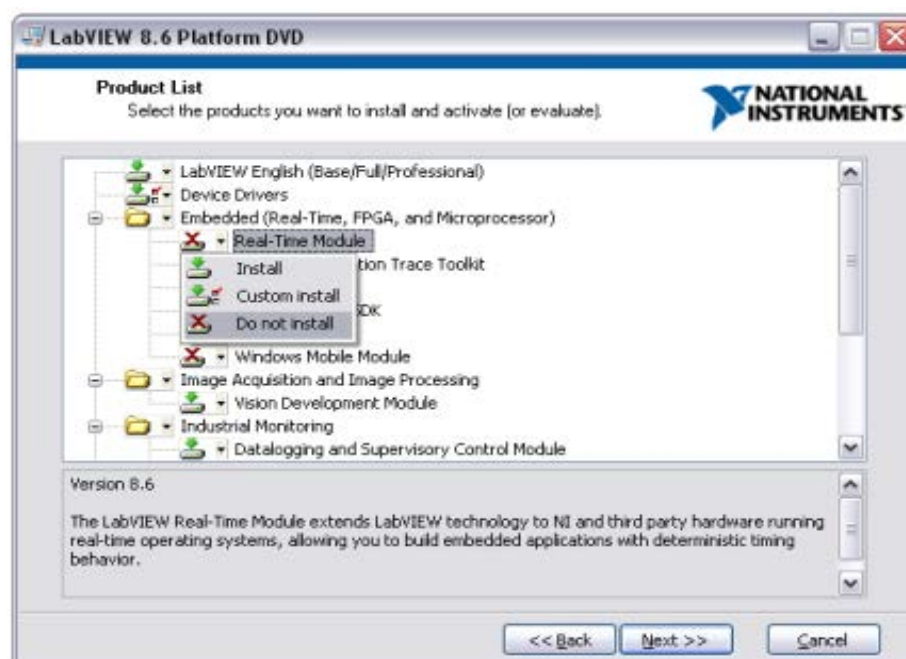 LabVIEW 8.6 Platform DVD
Product List
Select the products you want to install and activate (or evaluate).
NATIONAL
INSTRUMENTS
LabVIEW English (Base/Full/Professional)
Device Drivers
Embedded (Real-Time, FPGA, and Microprocessor)
Real-Time Module
Install
tion Trace Toolkit
Custom install
DK
Do not install
Windows Mobile Module
Image Acquisition and Image Processing
Vision Development Module
Industrial Monitoring
Datalogging and Supervisory Control Module
Version 8.6
The LabVIEW Real-Time Module extends LabVIEW technology to NI and third party hardware running
real-time operating systems, allowing you to build embedded applications with deterministic timing
behavior.
<< Back
Next >>
Cancel